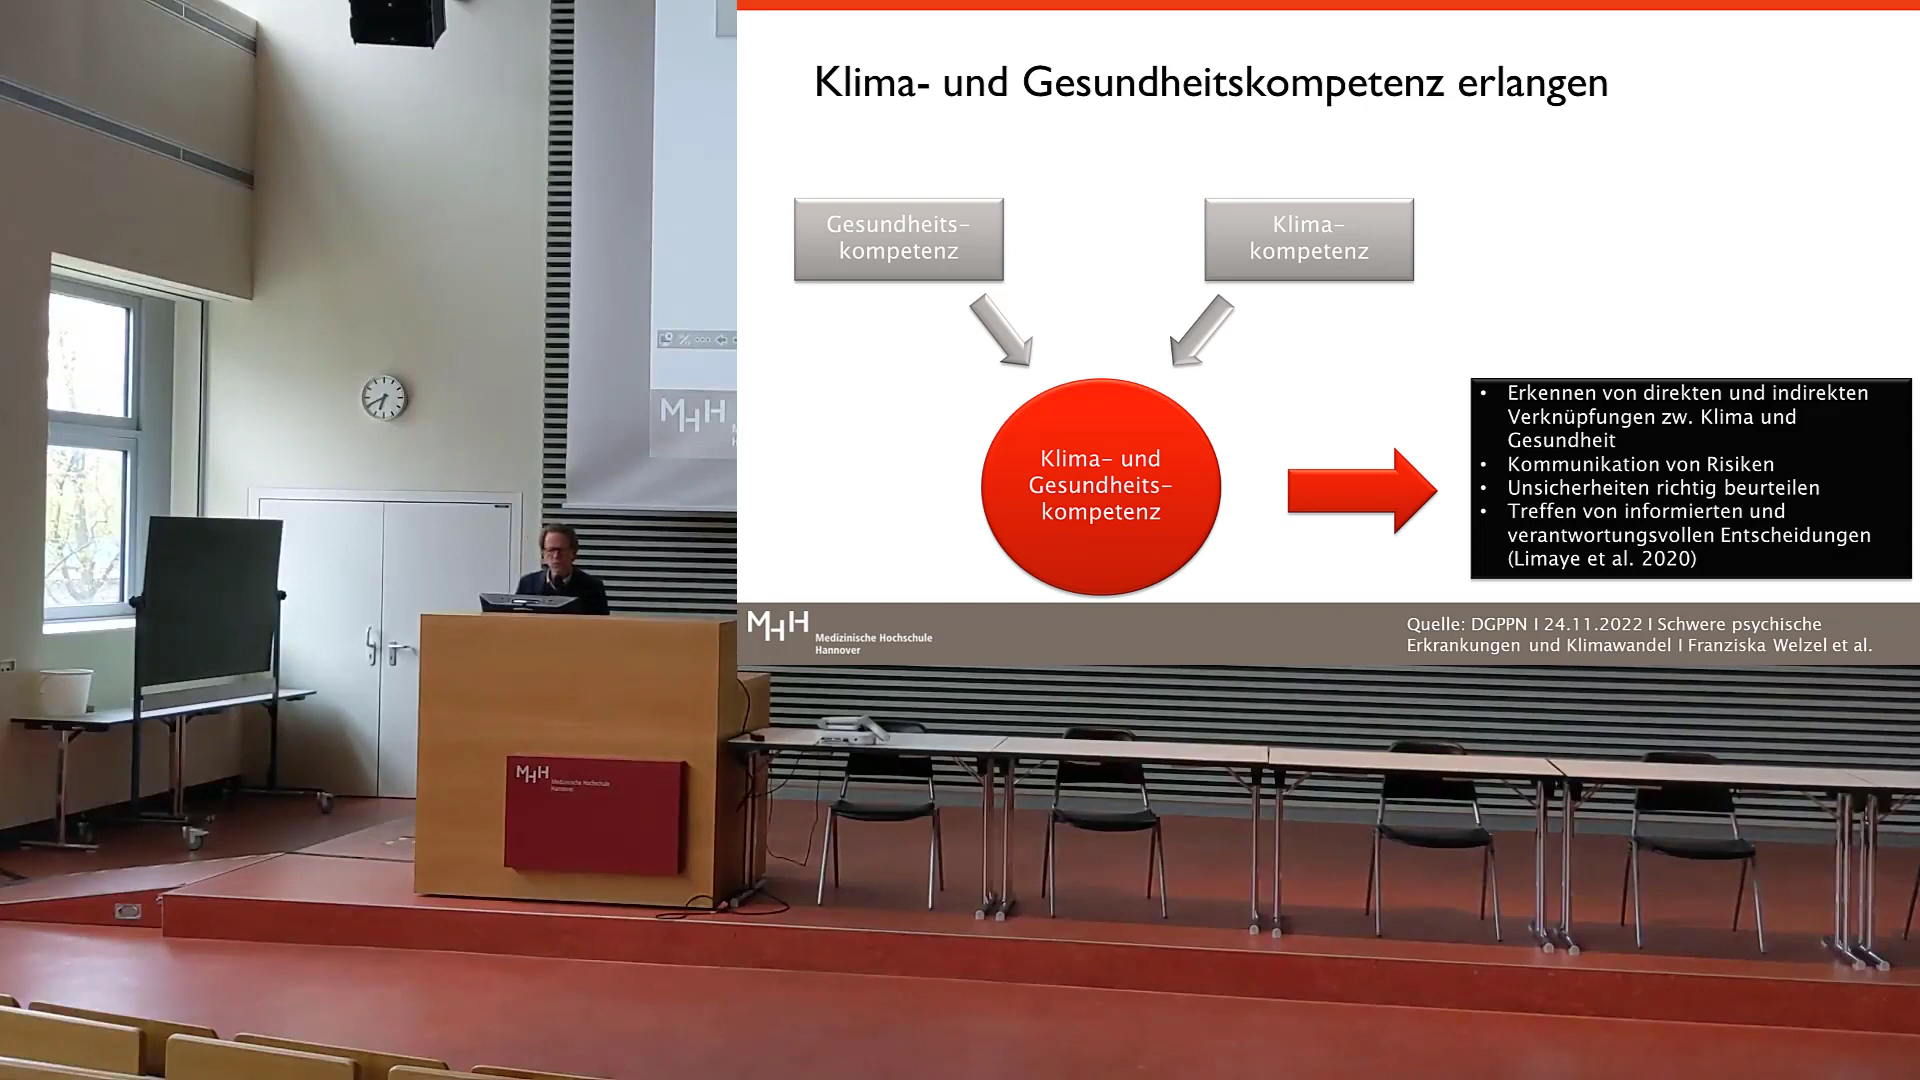 Klima- und Gesundheitskompetenz erlangen
Gesundheits-
kompetenz
Klima-
kompetenz
Klima- und
Gesundheits-
kompetenz
• Erkennen von direkten und indirekten
Verknüpfungen zw. Klima und
Gesundheit
• Kommunikation von Risiken
• Unsicherheiten richtig beurteilen
• Treffen von informierten und
verantwortungsvollen Entscheidungen
(Limaye et al. 2020)
MHH
Medizinische Hochschule
Hannover
Quelle: DGPPN I 24.11.2022 I Schwere psychische
Erkrankungen und Klimawandel I Franziska Welzel et al.
MHH
MHH
Medizinische Hochschule
Hannover